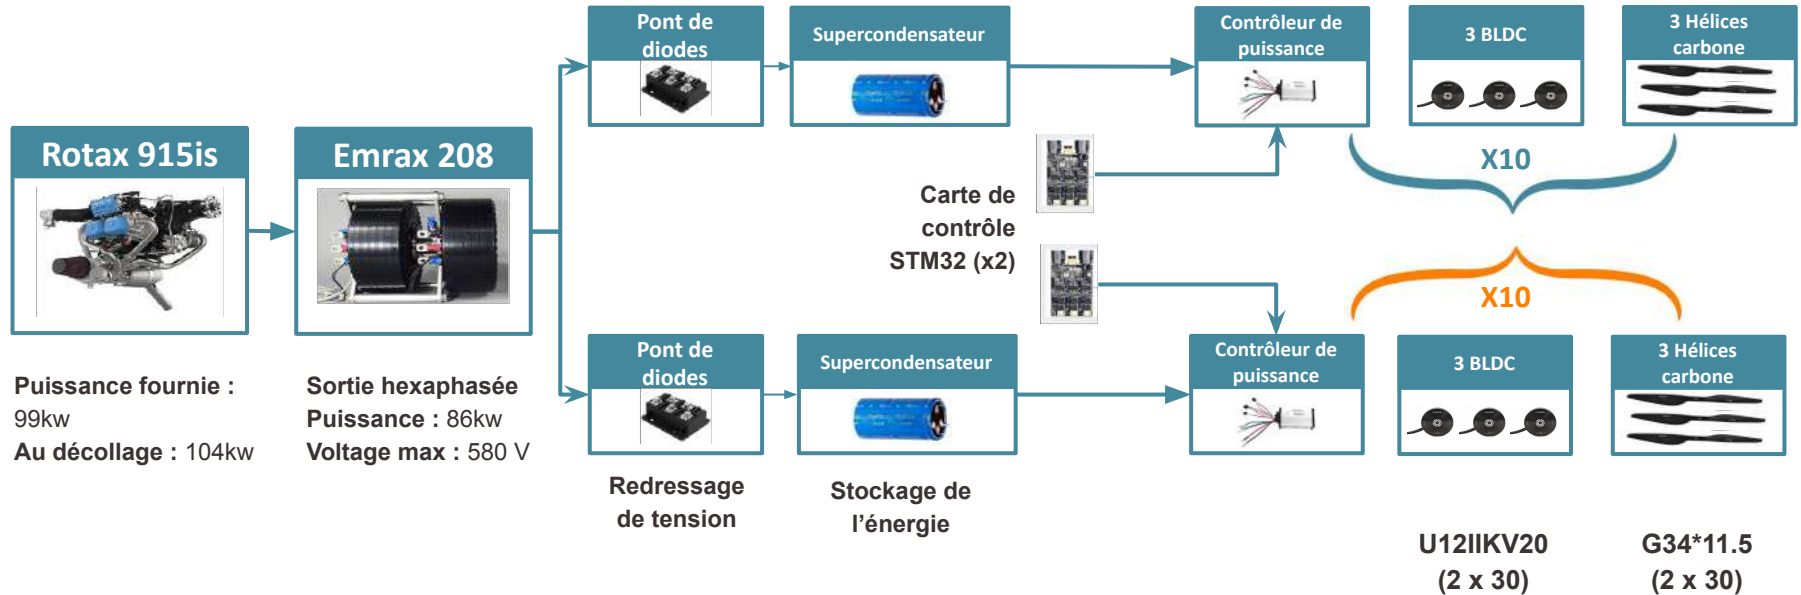 Pont de
diodes
Supercondensateur
Contrôleur de
puissance
3 BLDC
3 Hélices
carbone
Rotax 915is
Emrax 208
X10
Carte de
contrôle
STM32 (x2)
X10
Puissance fournie :
99kw
Au décollage : 104kw
Sortie hexaphasée
Puissance : 86kw
Voltage max : 580 V
Pont de
diodes
Supercondensateur
Contrôleur de
puissance
3 BLDC
3 Hélices
carbone
Redressage
de tension
Stockage de
l'énergie
U12IIKV20
(2 x 30)
G34*11.5
(2 x 30)